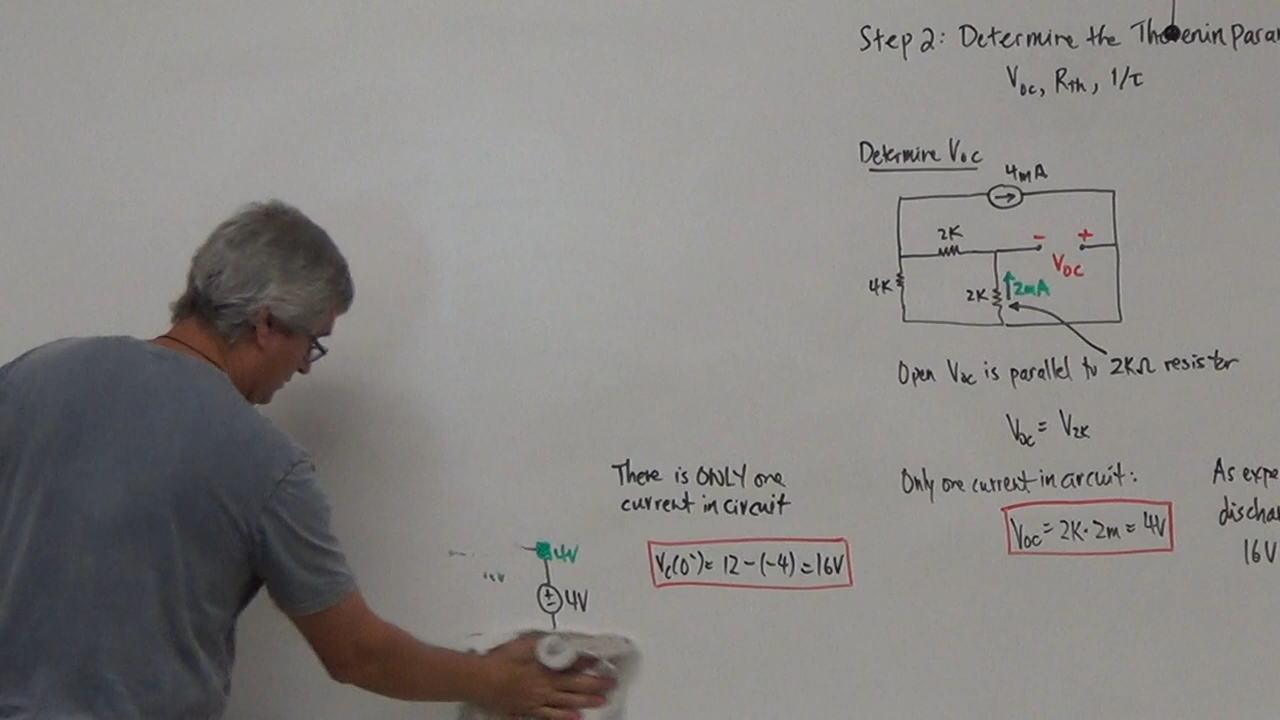 Step 2: Determine the Thevenin Para
Voc, RTh, 1/τ
Determine Voc
4mA
2K
- +
Voc
4K
2K
2mA
Open Voc is parallel to 2KΩ resistor
Voc = V2K
There is ONLY one
current in circuit
Vc(0⁻) = 12 - (-4) = 16V
Only one current in circuit:
Voc = 2K·2m = 4V
As expe
dischar
16V
4V
4V